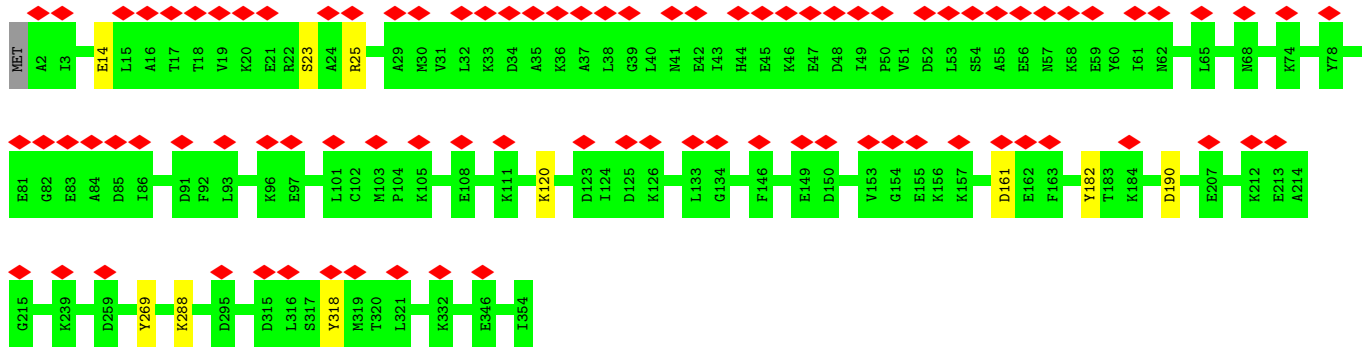 MET A2 I3 E14 L15 A16 T17 T18 V19 K20 E21 R22 S23 A24 R25 A29 M30 V31 L32 K33 D34 A35 K36 A37 L38 G39 L40 N41 E42 I43 H44 E45 K46 E47 D48 I49 P50 V51 D52 L53 S54 A55 E56 N57 K58 E59 Y60 I61 N62 L65 N68 K74 Y78
E81 G82 E83 A84 D85 I86 D91 F92 L93 K96 E97 L101 C102 M103 P104 K105 E108 K111 K120 D123 I124 D125 K126 L133 G134 F146 E149 D150 V153 G154 E155 K156 K157 D161 E162 F163 Y182 T183 K184 D190 E207 K212 E213 A214
G215 K239 D259 Y269 K288 D295 D315 L316 S317 Y318 M319 T320 L321 K332 E346 I354